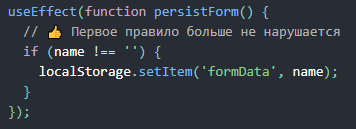 useEffect(function persistForm() {
  // 👍 Первое правило больше не нарушается
  if (name !== '') {
    localStorage.setItem('formData', name);
  }
});